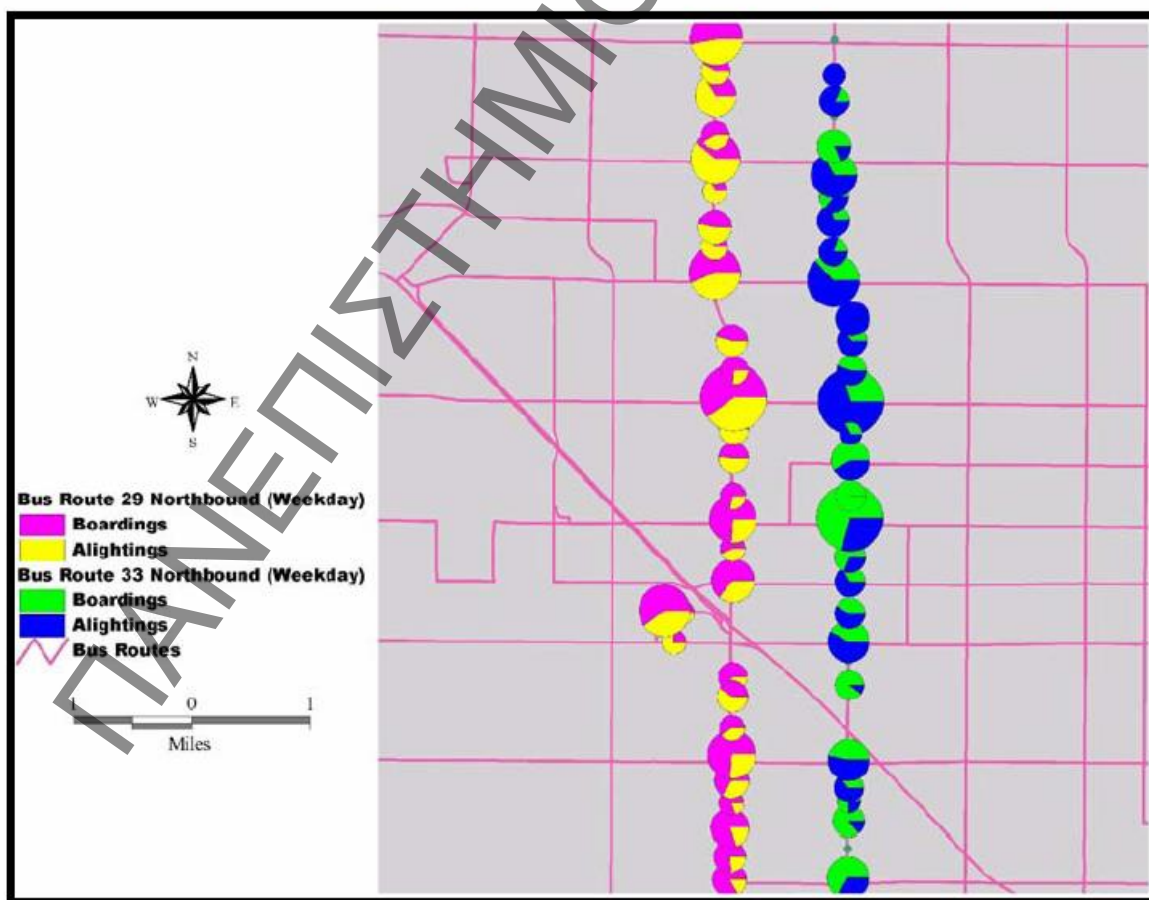 ΠΑΝΕΠΙΣΤΗΜΙΟ
N
W E
S
Bus Route 29 Northbound (Weekday)
Boardings
Alightings
Bus Route 33 Northbound (Weekday)
Boardings
Alightings
Bus Routes
1 0 1
Miles